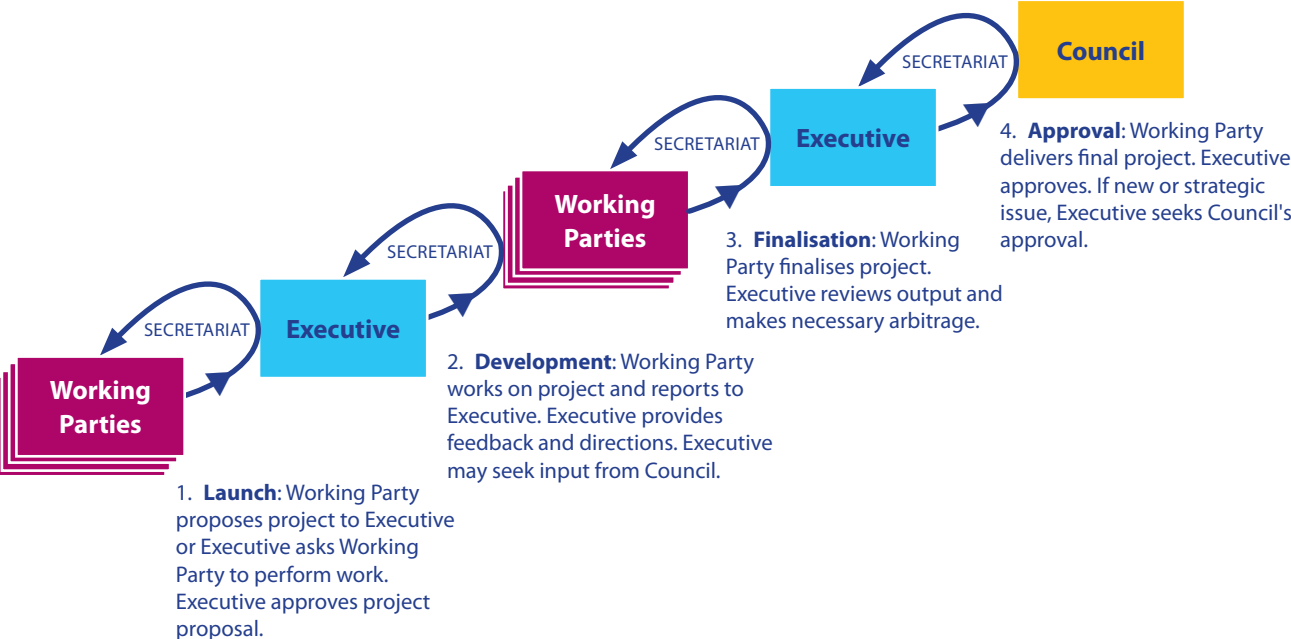 Working
Parties
SECRETARIAT
Executive
1. Launch: Working Party
proposes project to Executive
or Executive asks Working
Party to perform work.
Executive approves project
proposal.
SECRETARIAT
Working
Parties
2. Development: Working Party
works on project and reports to
Executive. Executive provides
feedback and directions. Executive
may seek input from Council.
SECRETARIAT
Executive
3. Finalisation: Working
Party finalises project.
Executive reviews output and
makes necessary arbitrage.
SECRETARIAT
Council
4. Approval: Working Party
delivers final project. Executive
approves. If new or strategic
issue, Executive seeks Council's
approval.